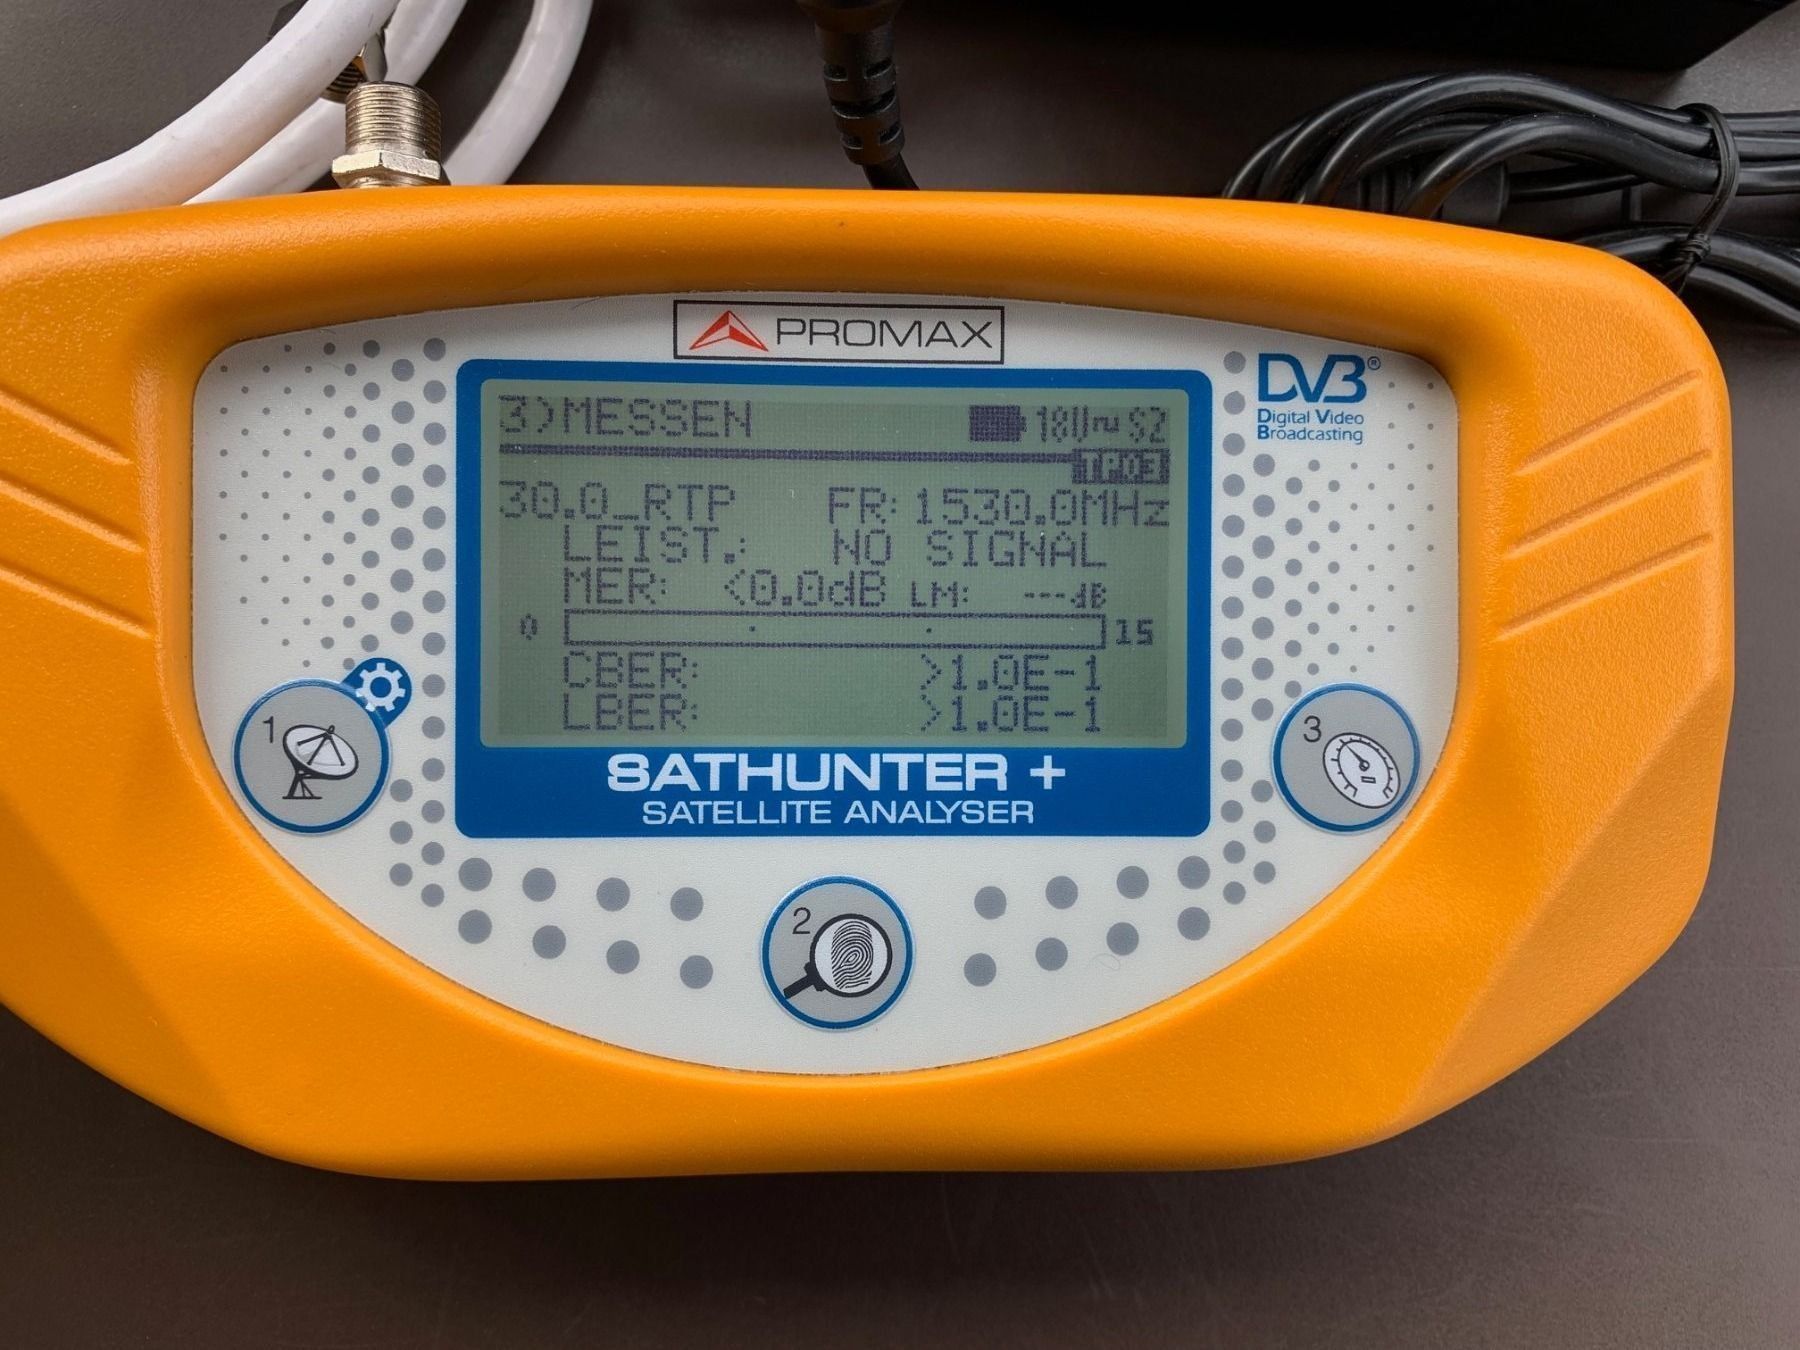 PROMAX
DVB®
Digital Video
Broadcasting
3)MESSEN 18V~S2
TP03
30.0_RTP FR:1530.0MHz
LEIST.: NO SIGNAL
MER: <0.0dB LM: ---dB
0 15
CBER: >1.0E-1
LBER: >1.0E-1
SATHUNTER +
SATELLITE ANALYSER
1
3
2